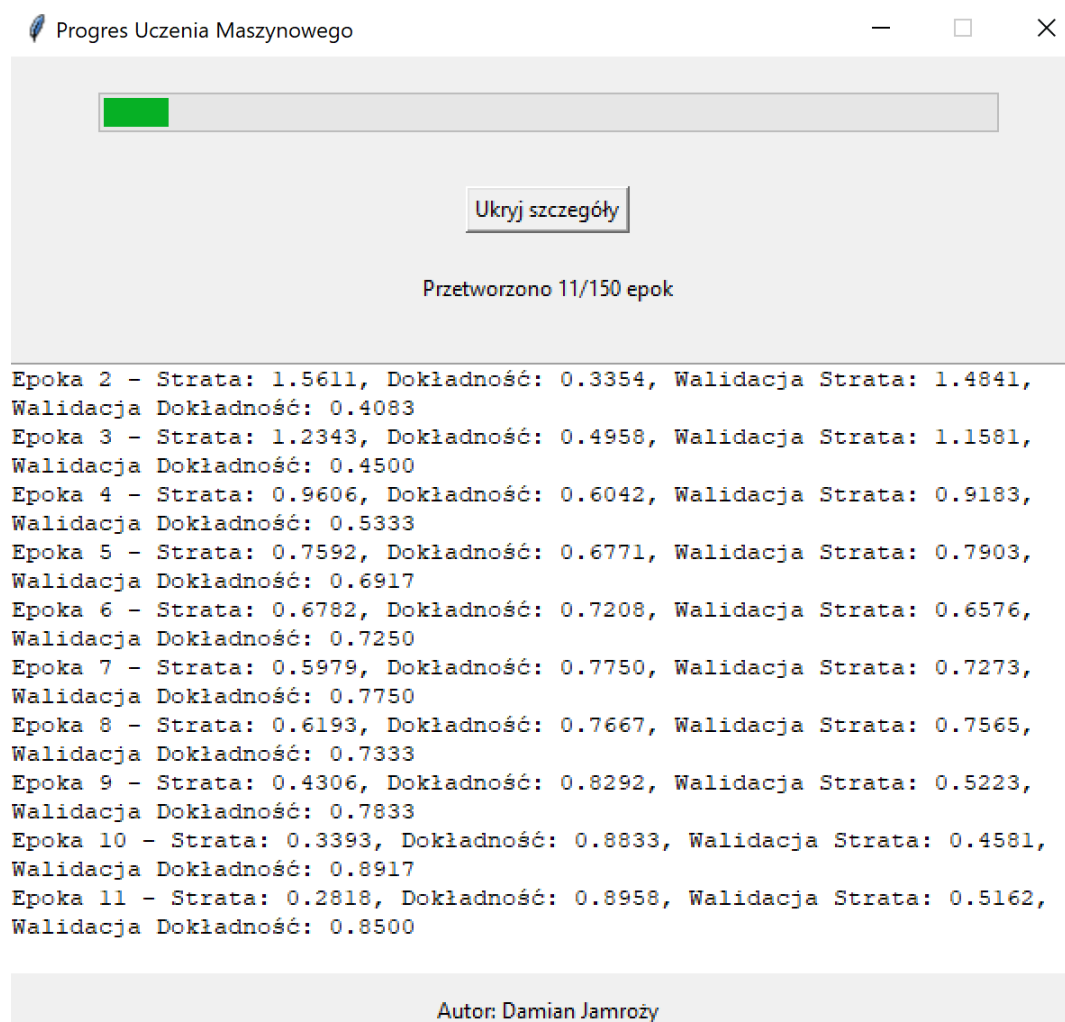 Progres Uczenia Maszynowego
Ukryj szczegóły
Przetworzono 11/150 epok
Epoka 2 - Strata: 1.5611, Dokładność: 0.3354, Walidacja Strata: 1.4841,
Walidacja Dokładność: 0.4083
Epoka 3 - Strata: 1.2343, Dokładność: 0.4958, Walidacja Strata: 1.1581,
Walidacja Dokładność: 0.4500
Epoka 4 - Strata: 0.9606, Dokładność: 0.6042, Walidacja Strata: 0.9183,
Walidacja Dokładność: 0.5333
Epoka 5 - Strata: 0.7592, Dokładność: 0.6771, Walidacja Strata: 0.7903,
Walidacja Dokładność: 0.6917
Epoka 6 - Strata: 0.6782, Dokładność: 0.7208, Walidacja Strata: 0.6576,
Walidacja Dokładność: 0.7250
Epoka 7 - Strata: 0.5979, Dokładność: 0.7750, Walidacja Strata: 0.7273,
Walidacja Dokładność: 0.7750
Epoka 8 - Strata: 0.6193, Dokładność: 0.7667, Walidacja Strata: 0.7565,
Walidacja Dokładność: 0.7333
Epoka 9 - Strata: 0.4306, Dokładność: 0.8292, Walidacja Strata: 0.5223,
Walidacja Dokładność: 0.7833
Epoka 10 - Strata: 0.3393, Dokładność: 0.8833, Walidacja Strata: 0.4581,
Walidacja Dokładność: 0.8917
Epoka 11 - Strata: 0.2818, Dokładność: 0.8958, Walidacja Strata: 0.5162,
Walidacja Dokładność: 0.8500
Autor: Damian Jamroży